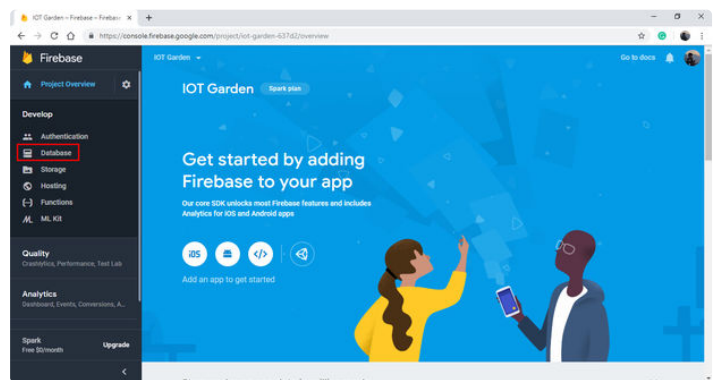 IOT Garden – Firebase – Firebase
https://console.firebase.google.com/project/iot-garden-637d2/overview
Firebase
IOT Garden
Go to docs
Project Overview
IOT Garden
Spark plan
Develop
Authentication
Database
Storage
Hosting
Functions
ML Kit
Get started by adding
Firebase to your app
Our core SDK unlocks most Firebase features and includes
Analytics for iOS and Android apps
iOS
Add an app to get started
Quality
Crashlytics, Performance, Test Lab
Analytics
Dashboard, Events, Conversions, A...
Spark
Free $0/month
Upgrade